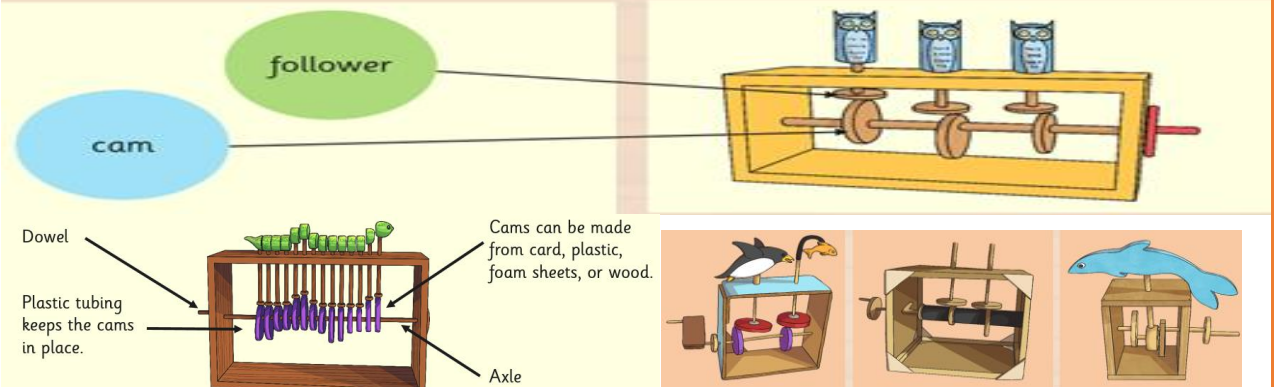 follower
cam
Dowel
Plastic tubing
keeps the cams
in place.
Cams can be made
from card, plastic,
foam sheets, or wood.
Axle